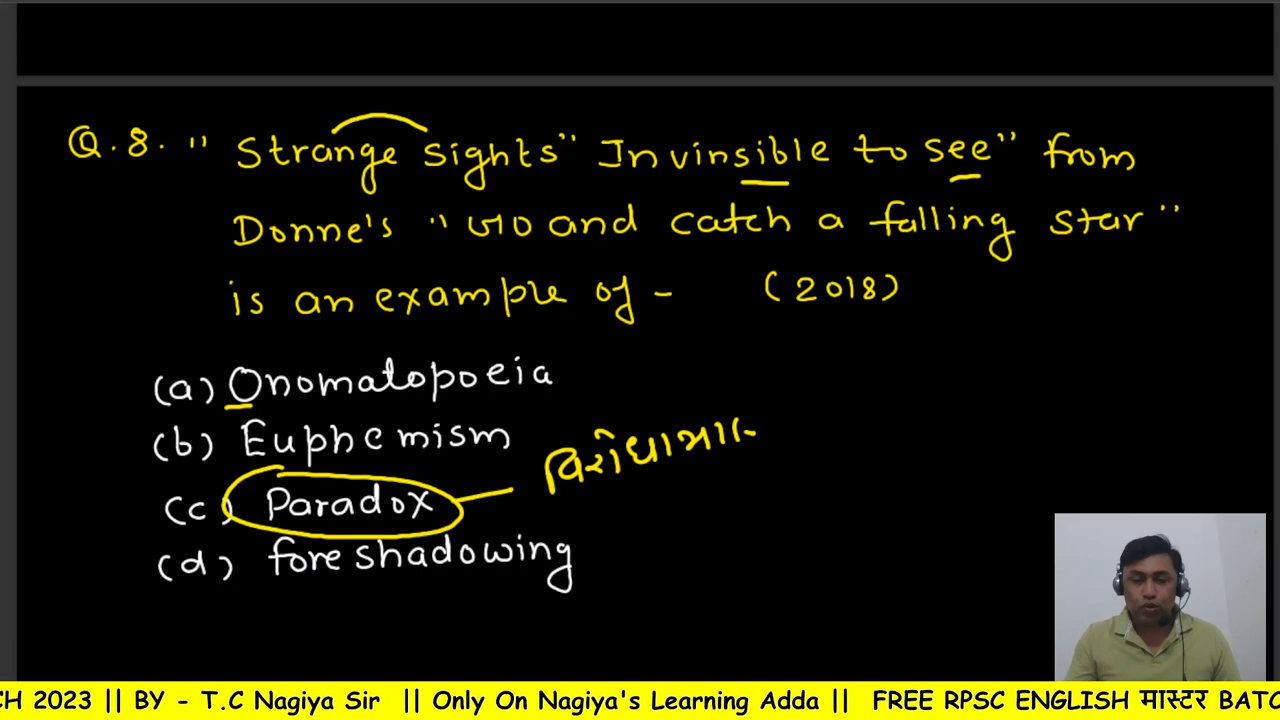 Q.8. " Strange sights" Invinsible to see" from
Donne's " Go and catch a falling star "
is an example of - (2018)
(a) Onomatopoeia
(b) Euphemism
(c) Paradox - विरोधाभा
(d) foreshadowing
CH 2023 || BY - T.C Nagiya Sir || Only On Nagiya's Learning Adda || FREE RPSC ENGLISH मास्टर BATC